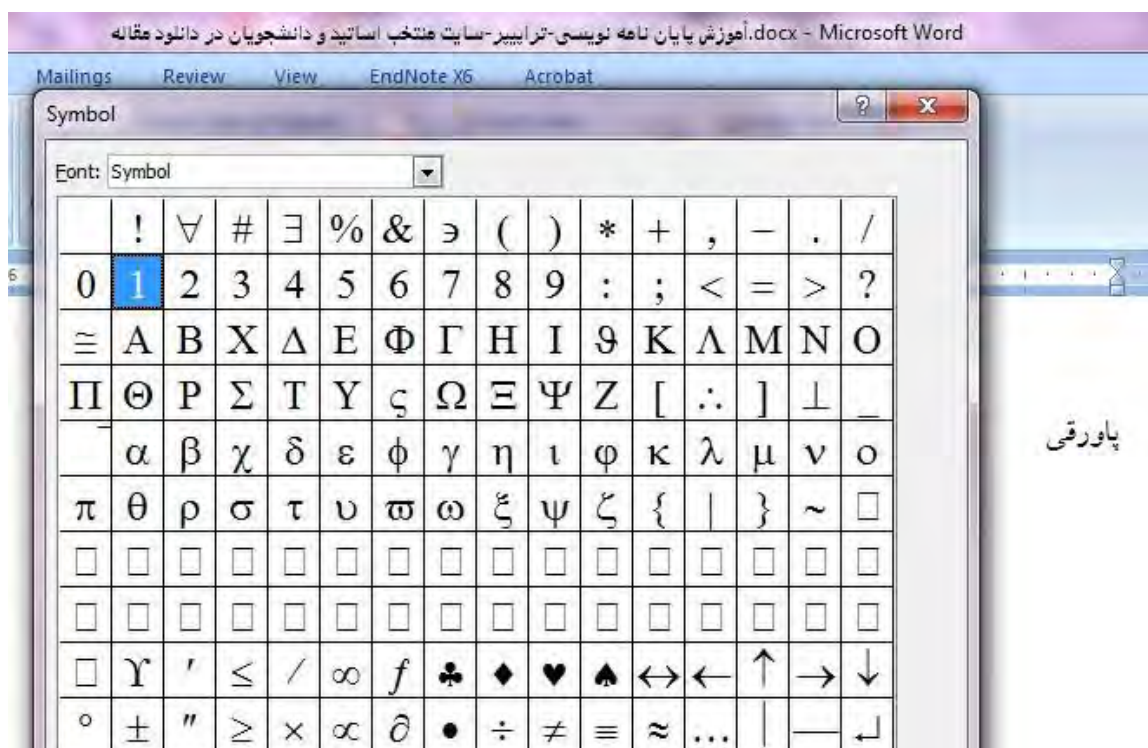 آموزش پایان نامه نویسی-ترابیپر-سایت منتخب اساتید و دانشجویان در دانلود مقاله.docx - Microsoft Word
Mailings Review View EndNote X6 Acrobat
Symbol
Font: Symbol
! ∀ # ∃ % & ϶ ( ) * + , − . /
6
0 1 2 3 4 5 6 7 8 9 : ; < = > ?
≅ Α Β Χ Δ Ε Φ Γ Η Ι ϑ Κ Λ Μ Ν Ο
Π Θ Ρ Σ Τ Υ ς Ω Ξ Ψ Ζ [ ∴ ] ⊥ _
‾ α β χ δ ε φ γ η ι ϕ κ λ μ ν ο
پاورقی
π θ ρ σ τ υ ϖ ω ξ ψ ζ { | } ~ □
□ □ □ □ □ □ □ □ □ □ □ □ □ □ □ □
□ □ □ □ □ □ □ □ □ □ □ □ □ □ □ □
□ ϒ ′ ≤ ⁄ ∞ ƒ ♣ ♦ ♥ ♠ ↔ ← ↑ → ↓
° ± ″ ≥ × ∝ ∂ • ÷ ≠ ≡ ≈ … | — ↵